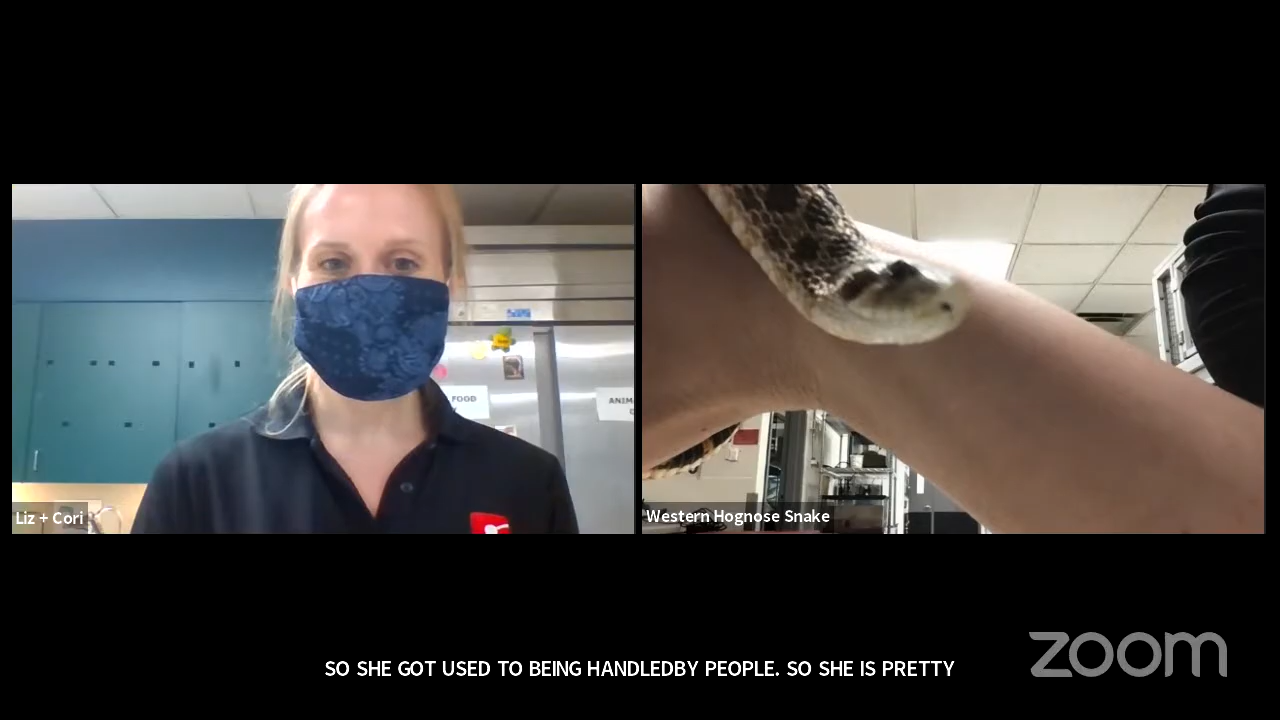 FOOD
ANIM
Liz + Cori
Western Hognose Snake
SO SHE GOT USED TO BEING HANDLEDBY PEOPLE. SO SHE IS PRETTY
zoom